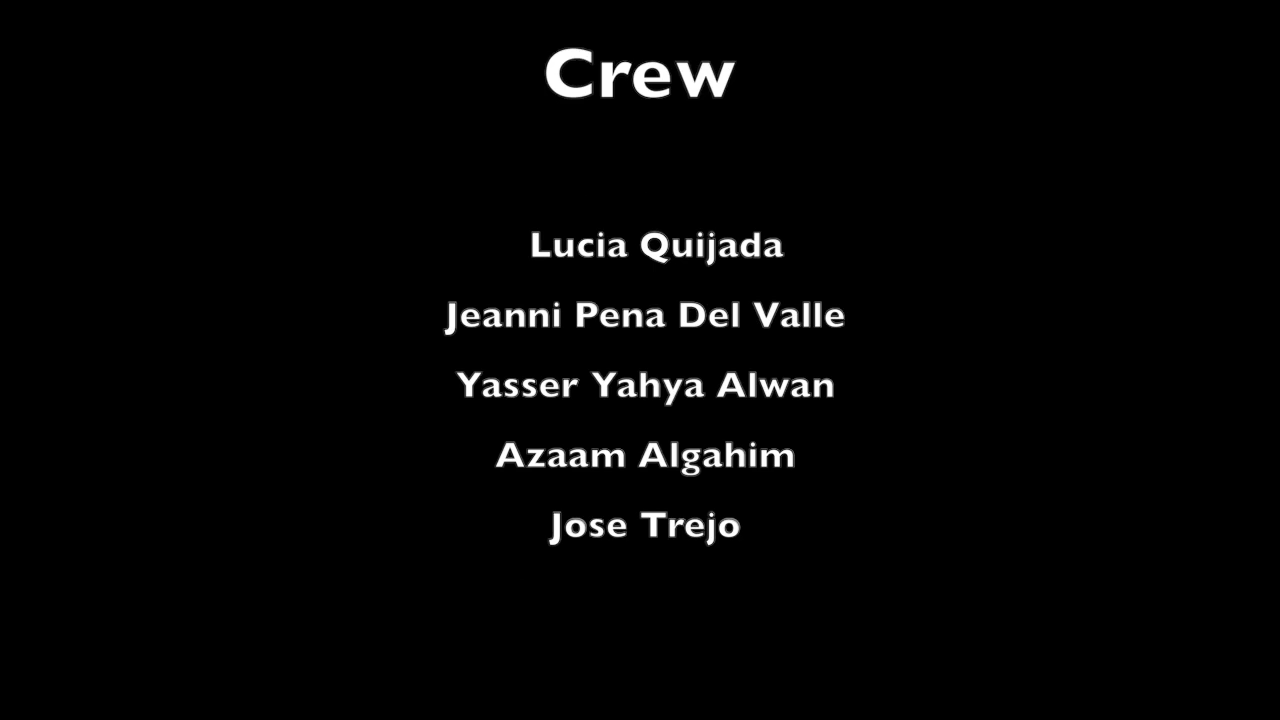 Crew
Lucia Quijada
Jeanni Pena Del Valle
Yasser Yahya Alwan
Azaam Algahim
Jose Trejo